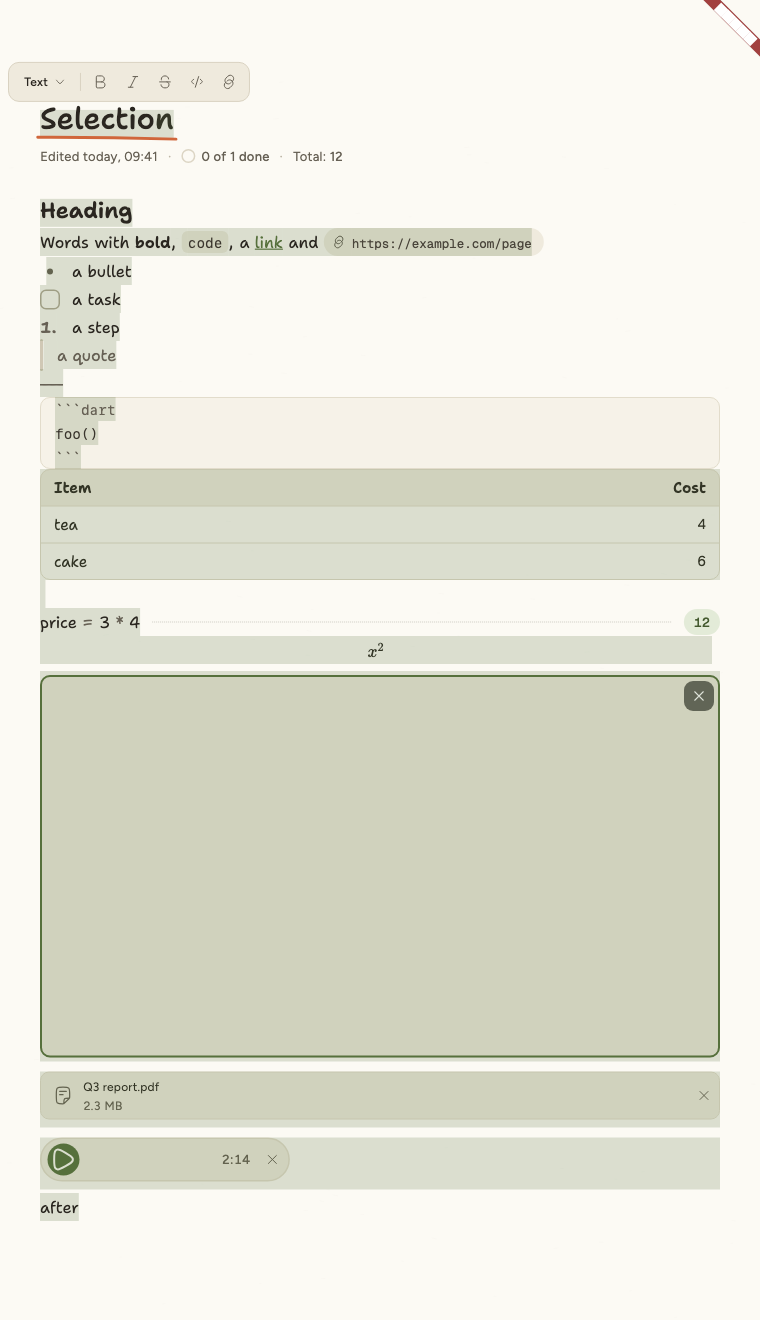 Text
Selection
Edited today, 09:41 · 0 of 1 done · Total: 12
Heading
Words with bold, code, a link and https://example.com/page
• a bullet
a task
1. a step
a quote
```dart
foo()
```
Item Cost
tea 4
cake 6
price = 3 * 4 12
x²
Q3 report.pdf
2.3 MB
2:14
after